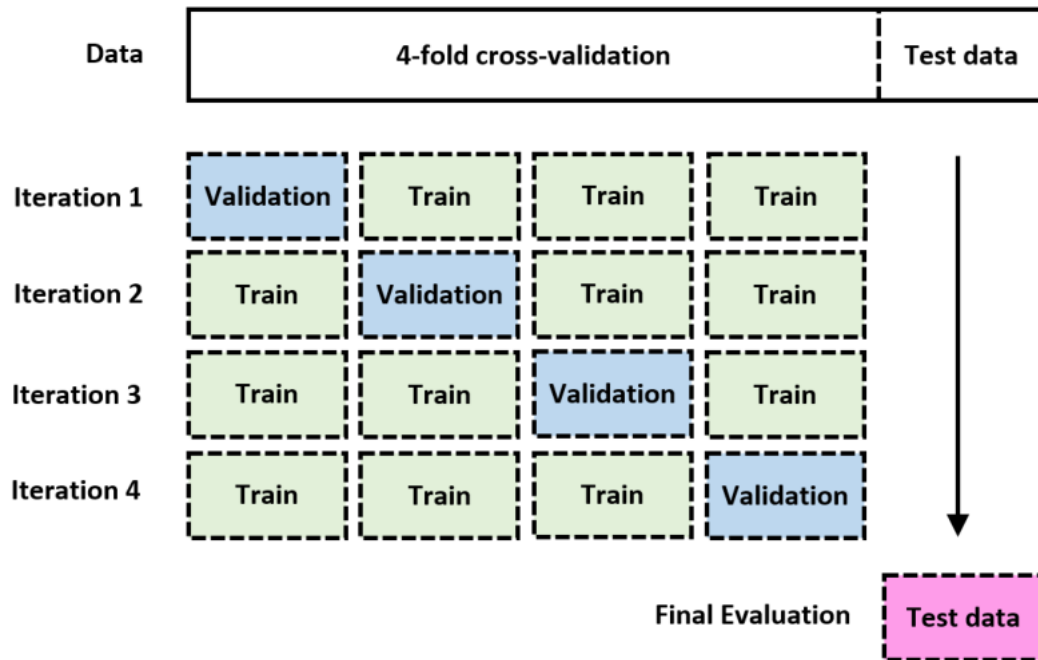 Data 4-fold cross-validation Test data
Iteration 1 Validation Train Train Train
Iteration 2 Train Validation Train Train
Iteration 3 Train Train Validation Train
Iteration 4 Train Train Train Validation
Final Evaluation Test data